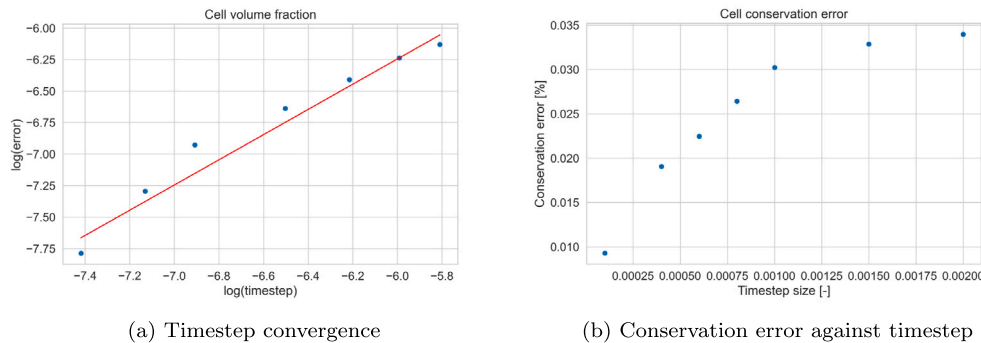 Cell volume fraction
−6.00
−6.25
−6.50
−6.75
−7.00
−7.25
−7.50
−7.75
log(error)
−7.4 −7.2 −7.0 −6.8 −6.6 −6.4 −6.2 −6.0 −5.8
log(timestep)
(a) Timestep convergence
Cell conservation error
0.035
0.030
0.025
0.020
0.015
0.010
Conservation error [%]
0.00025 0.00050 0.00075 0.00100 0.00125 0.00150 0.00175 0.00200
Timestep size [-]
(b) Conservation error against timestep